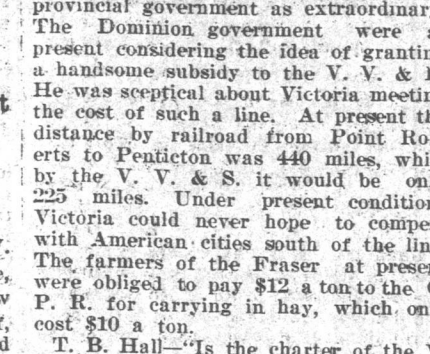 provincial government as extraordinar
The Dominion government were a
present considering the idea of grantin
a handsome subsidy to the V. V. & E
He was sceptical about Victoria meetin
the cost of such a line. At present th
distance by railroad from Point Ro-
erts to Penticton was 440 miles, whi
by the V. V. & S. it would be on
225 miles. Under present condition
Victoria could never hope to compe
with American cities south of the lin
The farmers of the Fraser at presen
were obliged to pay $12 a ton to the C
P. R. for carrying in hay, which on
cost $10 a ton.
T. B. Hall—"Is the charter of the V